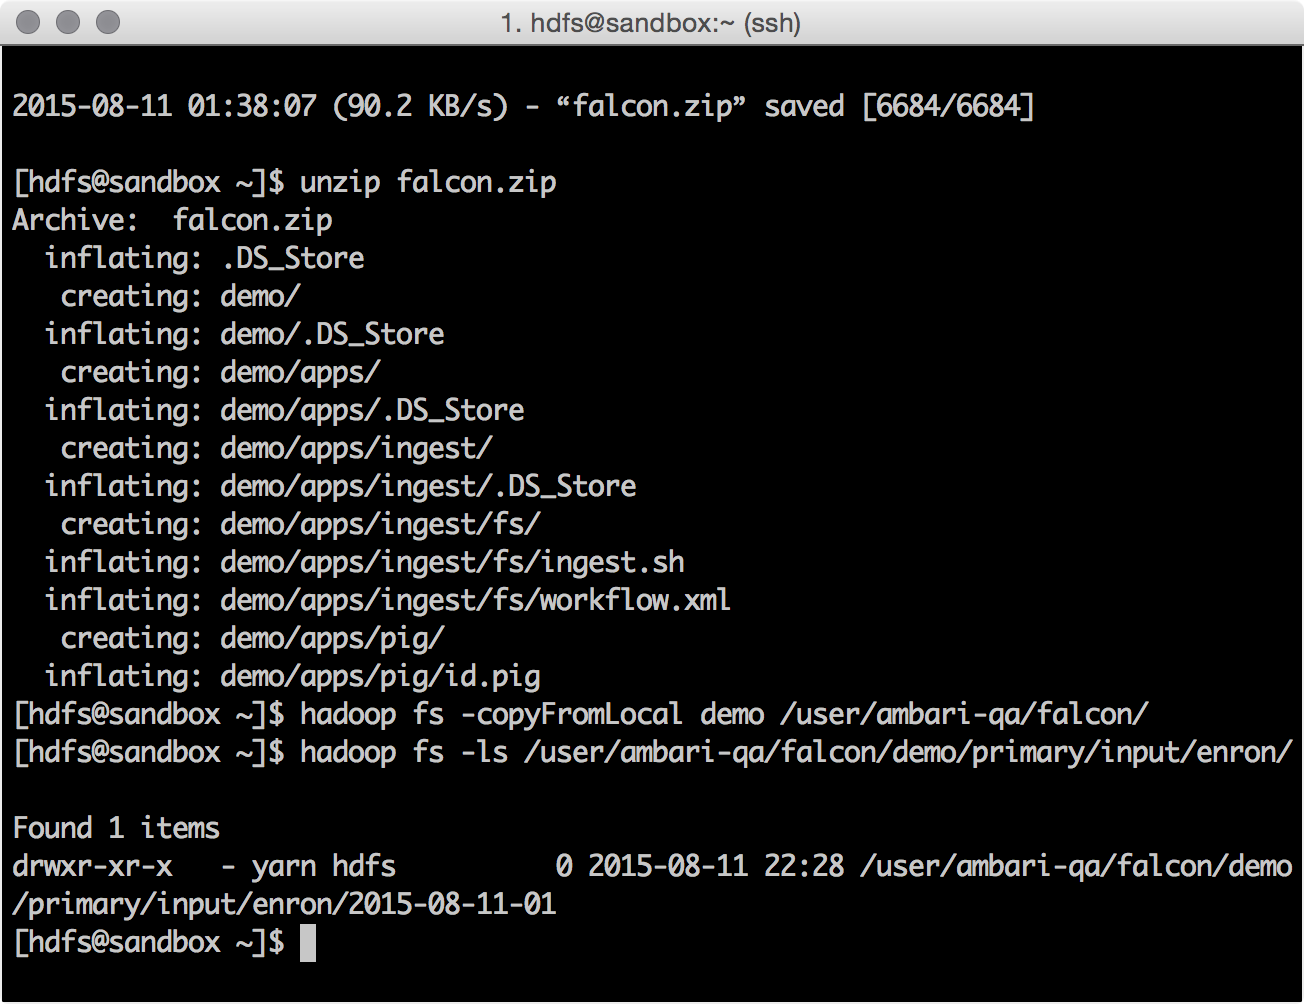 1. hdfs@sandbox:~ (ssh)
2015-08-11 01:38:07 (90.2 KB/s) - “falcon.zip” saved [6684/6684]
[hdfs@sandbox ~]$ unzip falcon.zip
Archive:  falcon.zip
  inflating: .DS_Store
   creating: demo/
  inflating: demo/.DS_Store
   creating: demo/apps/
  inflating: demo/apps/.DS_Store
   creating: demo/apps/ingest/
  inflating: demo/apps/ingest/.DS_Store
   creating: demo/apps/ingest/fs/
  inflating: demo/apps/ingest/fs/ingest.sh
  inflating: demo/apps/ingest/fs/workflow.xml
   creating: demo/apps/pig/
  inflating: demo/apps/pig/id.pig
[hdfs@sandbox ~]$ hadoop fs -copyFromLocal demo /user/ambari-qa/falcon/
[hdfs@sandbox ~]$ hadoop fs -ls /user/ambari-qa/falcon/demo/primary/input/enron/
Found 1 items
drwxr-xr-x   - yarn hdfs          0 2015-08-11 22:28 /user/ambari-qa/falcon/demo
/primary/input/enron/2015-08-11-01
[hdfs@sandbox ~]$